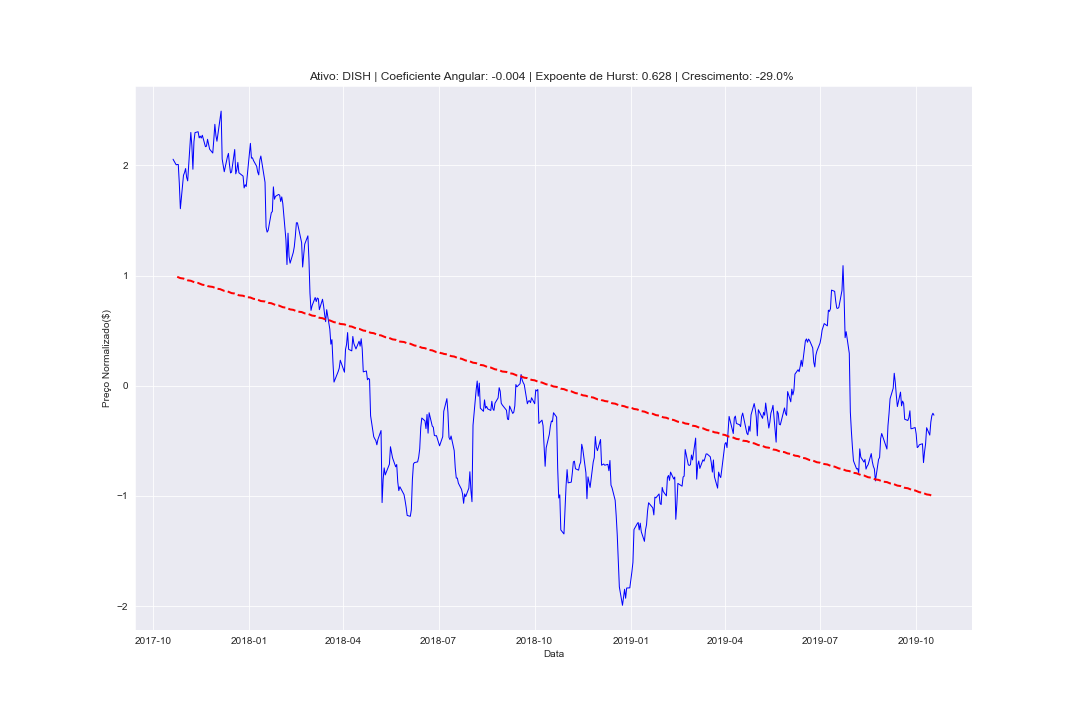 Ativo: DISH | Coeficiente Angular: -0.004 | Expoente de Hurst: 0.628 | Crescimento: -29.0%
Preço Normalizado($)
2
1
0
−1
−2
2017-10 2018-01 2018-04 2018-07 2018-10 2019-01 2019-04 2019-07 2019-10
Data